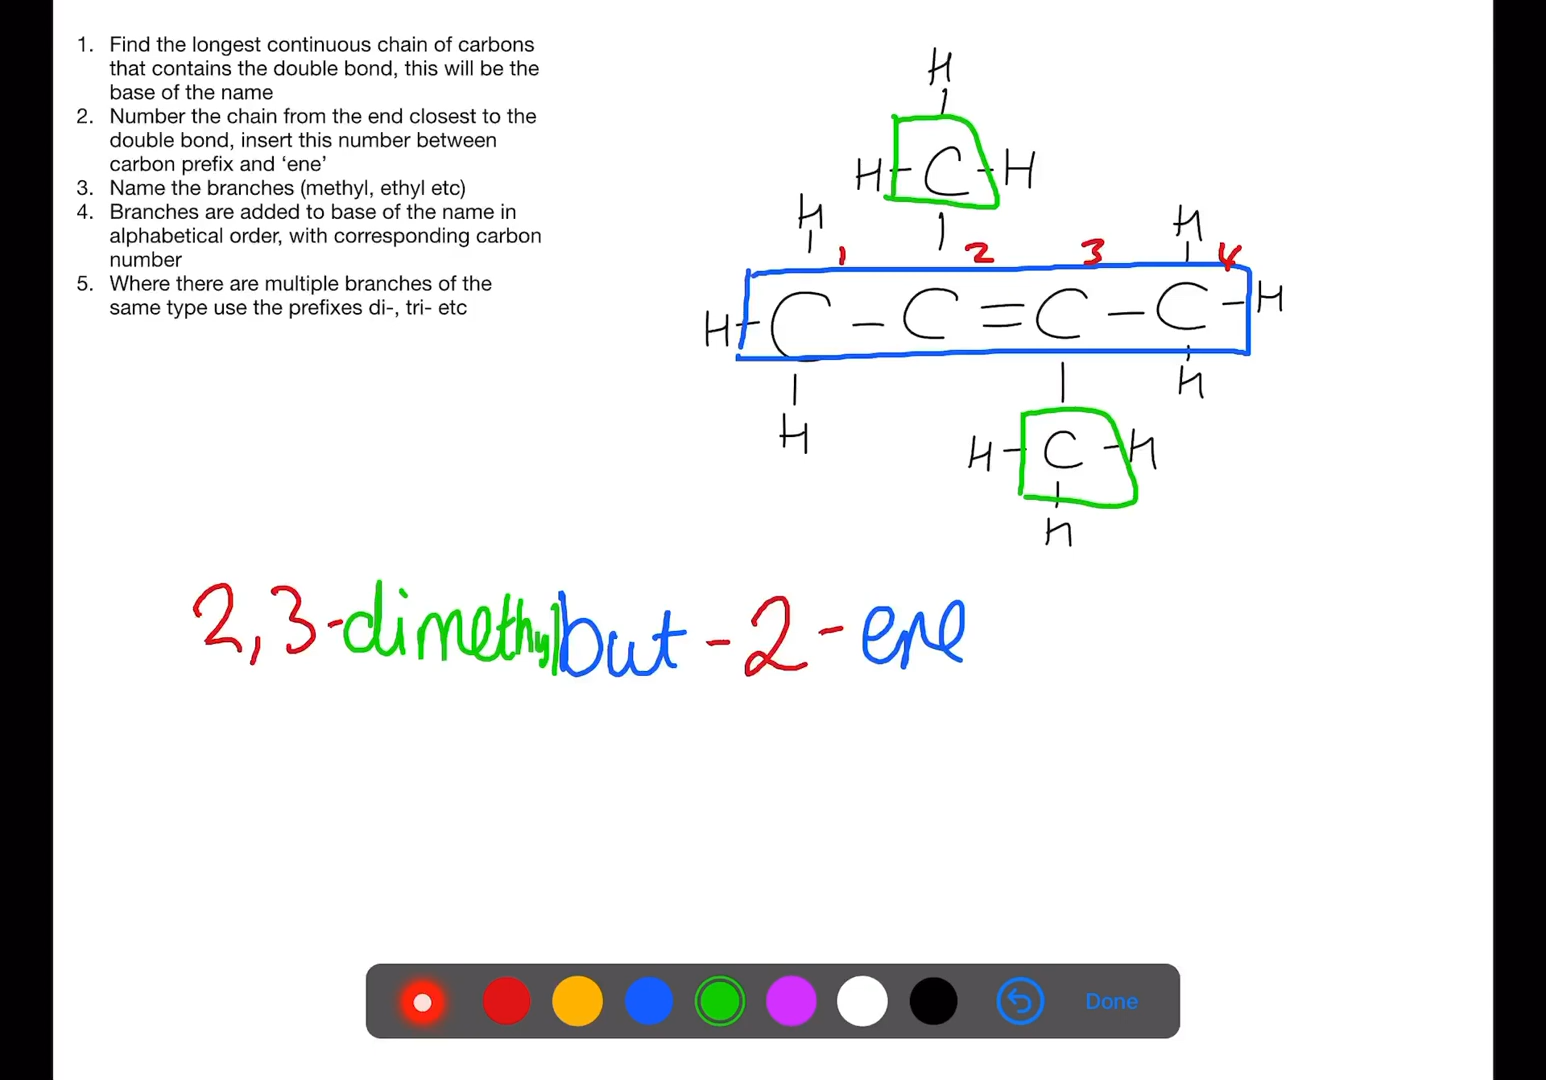 1. Find the longest continuous chain of carbons
that contains the double bond, this will be the
base of the name
2. Number the chain from the end closest to the
double bond, insert this number between
carbon prefix and ‘ene’
3. Name the branches (methyl, ethyl etc)
4. Branches are added to base of the name in
alphabetical order, with corresponding carbon
number
5. Where there are multiple branches of the
same type use the prefixes di-, tri- etc
H
H-C-H
H H
1 2 3 4
H-C-C=C-C-H
H
H
H-C-H
H
2,3-dimethylbut-2-ene
Done